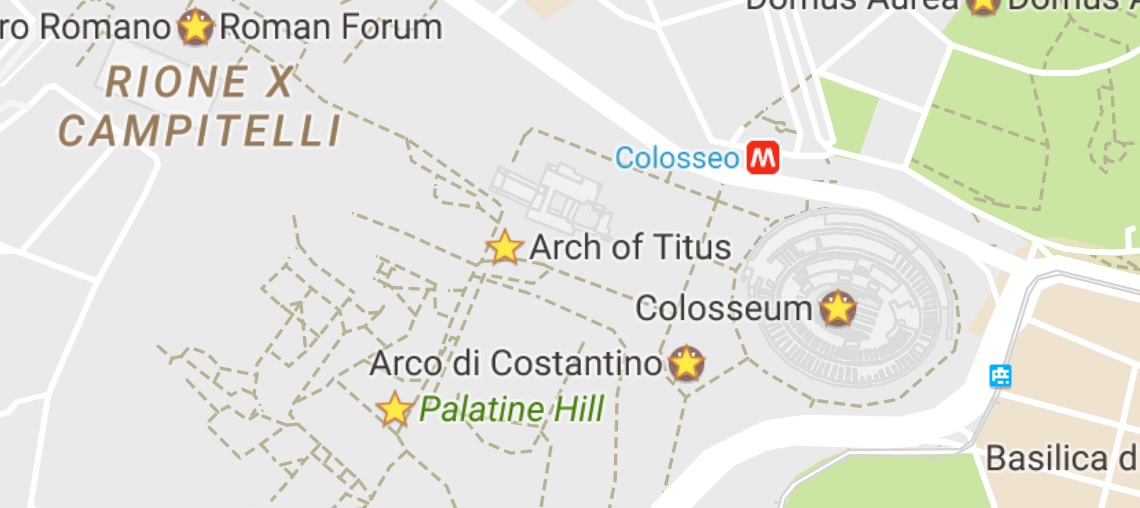 ro Romano
Roman Forum
Domus Aurea
Domus A
RIONE X
CAMPITELLI
Colosseo M
Arch of Titus
Colosseum
Arco di Costantino
Palatine Hill
Basilica d